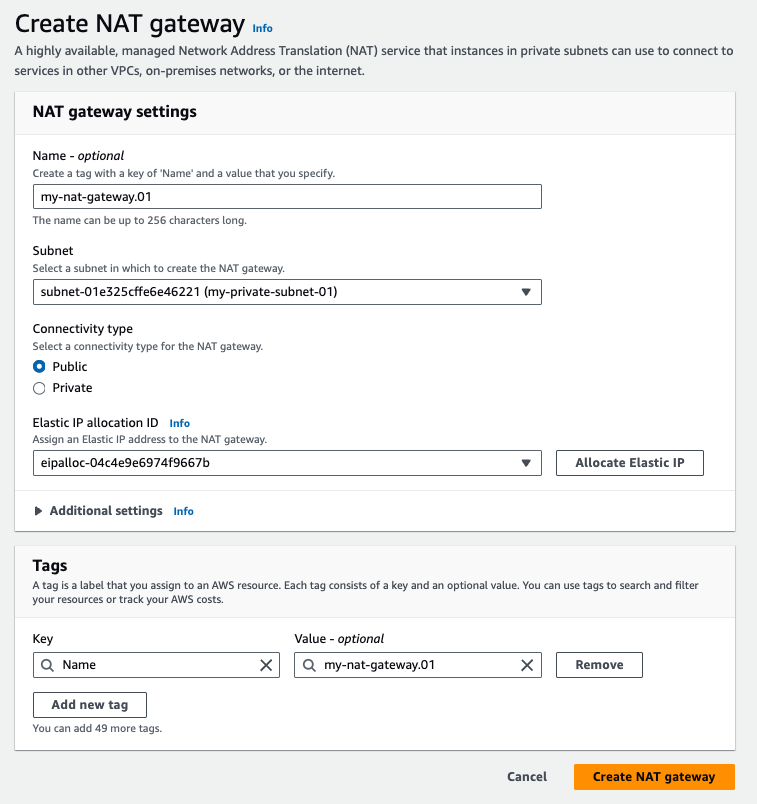 Create NAT gateway Info
A highly available, managed Network Address Translation (NAT) service that instances in private subnets can use to connect to
services in other VPCs, on-premises networks, or the internet.
NAT gateway settings
Name - optional
Create a tag with a key of 'Name' and a value that you specify.
my-nat-gateway.01
The name can be up to 256 characters long.
Subnet
Select a subnet in which to create the NAT gateway.
subnet-01e325cffe6e46221 (my-private-subnet-01)
Connectivity type
Select a connectivity type for the NAT gateway.
Public
Private
Elastic IP allocation ID Info
Assign an Elastic IP address to the NAT gateway.
eipalloc-04c4e9e6974f9667b Allocate Elastic IP
Additional settings Info
Tags
A tag is a label that you assign to an AWS resource. Each tag consists of a key and an optional value. You can use tags to search and filter
your resources or track your AWS costs.
Key Value - optional
Name my-nat-gateway.01 Remove
Add new tag
You can add 49 more tags.
Cancel Create NAT gateway